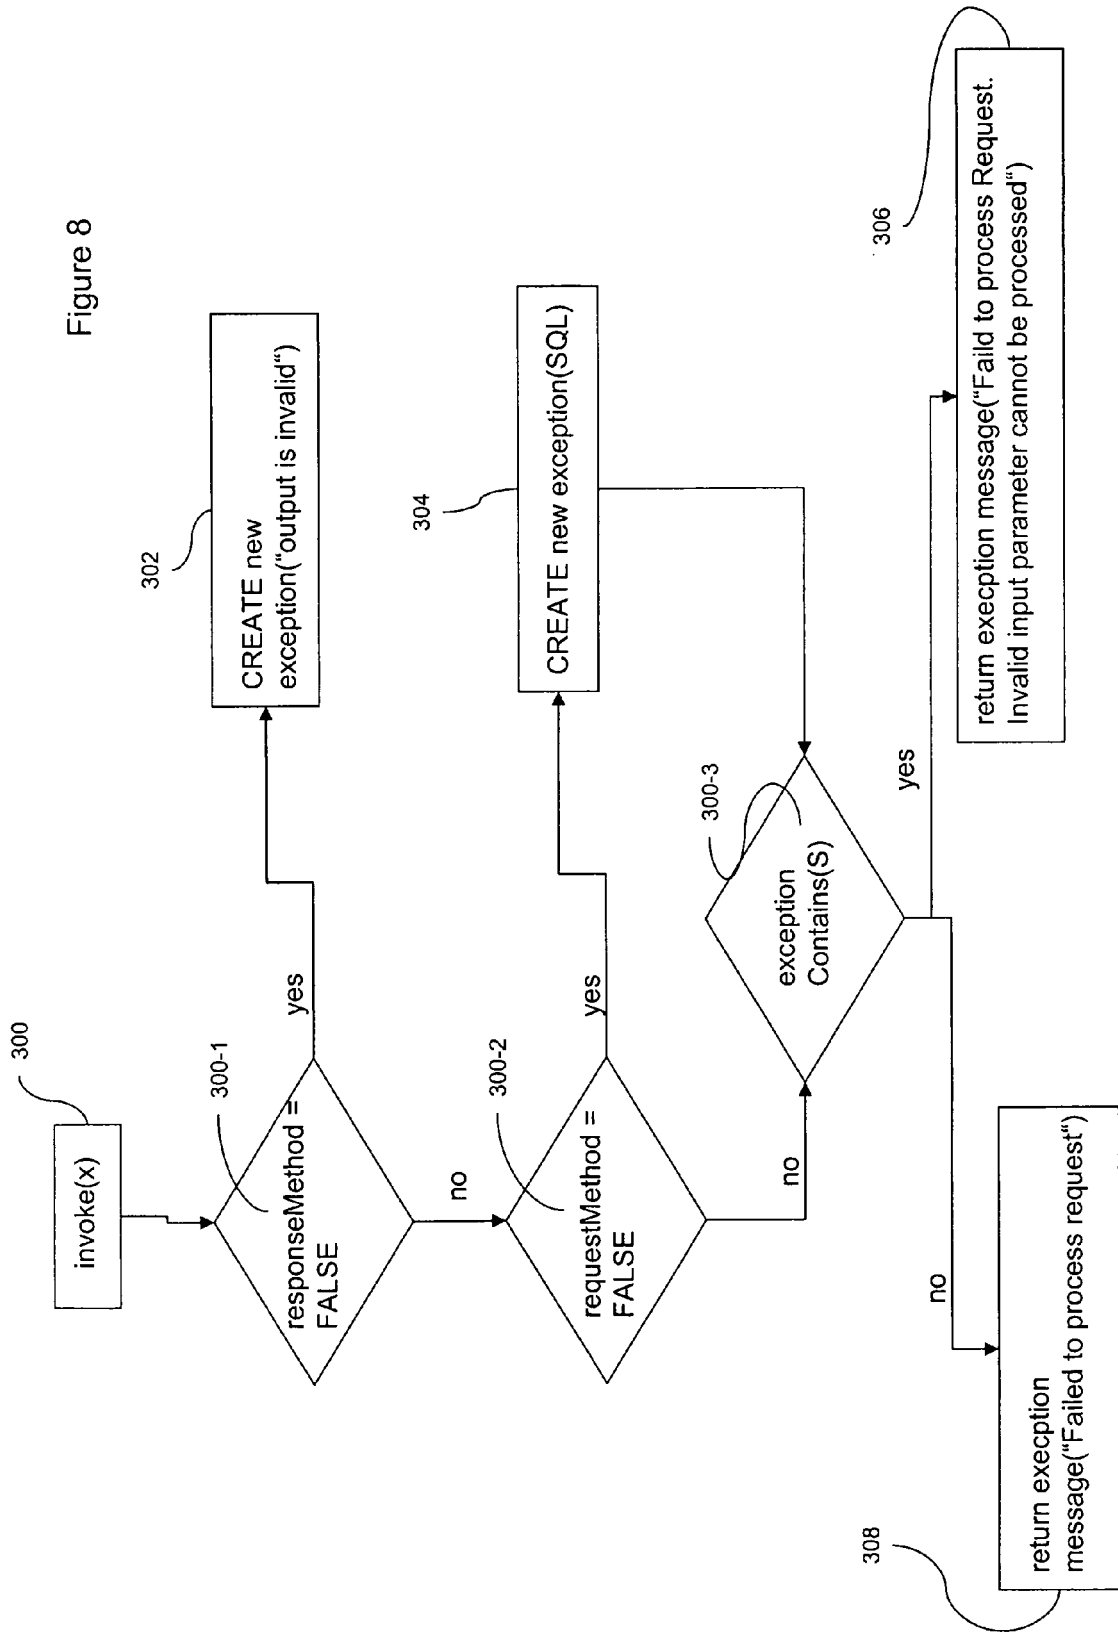 Figure 8
300
invoke(x)
300-1
responseMethod =
FALSE
yes
302
CREATE new
exception(“output is invalid“)
no
300-2
requestMethod =
FALSE
yes
304
CREATE new exception(SQL)
no
300-3
exception
Contains(S)
yes
306
return execption message(“Faild to process Request.
Invalid input parameter cannot be processed“)
no
308
return execption
message(“Failed to process request“)